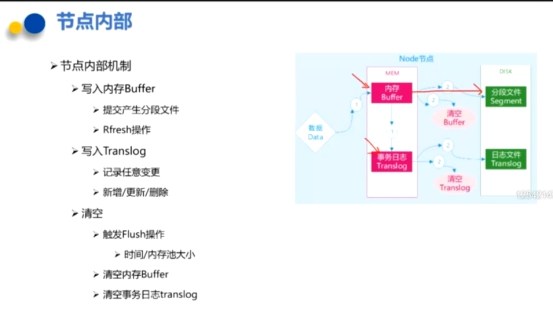 节点内部
➢ 节点内部机制
➢ 写入内存Buffer
➢ 提交产生分段文件
➢ Rfresh操作
➢ 写入Translog
➢ 记录任意变更
➢ 新增/更新/删除
➢ 清空
➢ 触发Flush操作
➢ 时间/内存池大小
➢ 清空内存Buffer
➢ 清空事务日志translog
Node节点
MEM
DISK
内存
Buffer
2
2
分段文件
Segment
1
清空
Buffer
数据
Data
1
事务日志
Translog
2
2
日志文件
Translog
清空
Translog